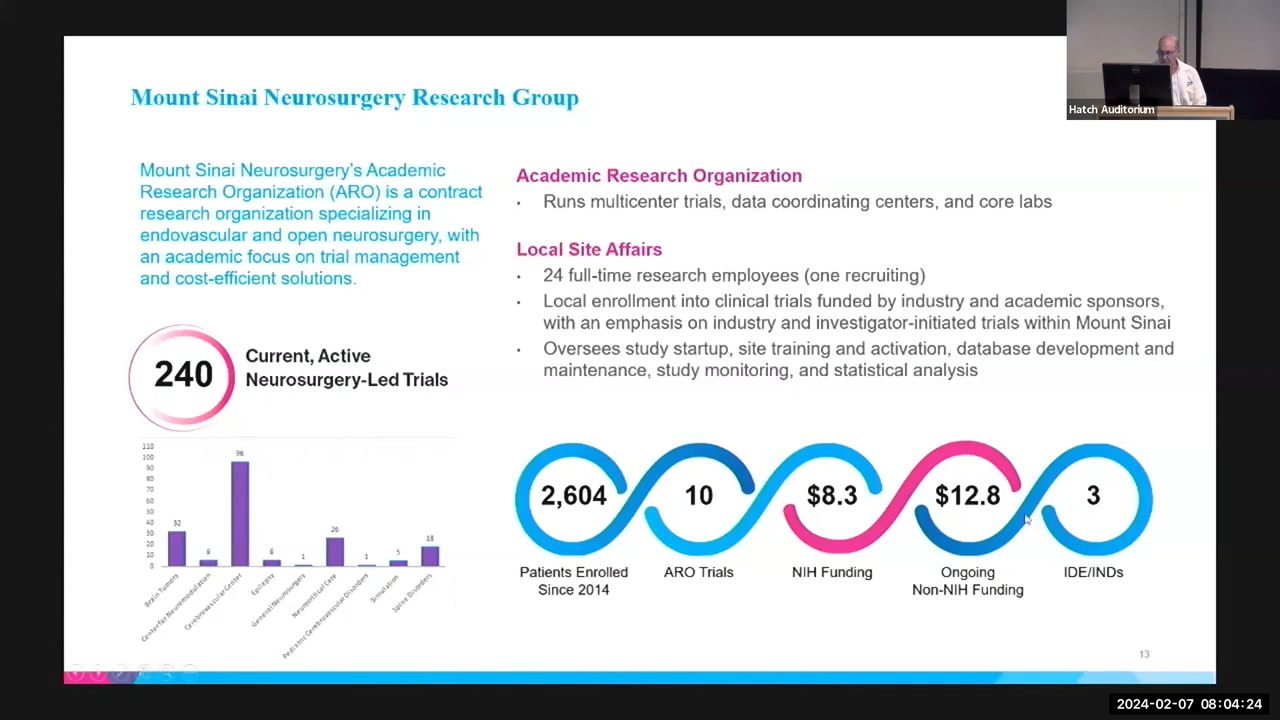 Mount Sinai Neurosurgery Research Group
Hatch Auditorium
Mount Sinai Neurosurgery's Academic
Research Organization (ARO) is a contract
research organization specializing in
endovascular and open neurosurgery, with
an academic focus on trial management
and cost-efficient solutions.
240
Current, Active
Neurosurgery-Led Trials
110
100
90
80
70
60
50
40
30
20
10
0
32
6
96
6
1
26
1
5
18
Brain Tumors
Center for Neuromodulation
Cerebrovascular Center
Epilepsy
General Neurosurgery
Neurocritical Care
Pediatric Cerebrovascular Disorders
Simulation
Spine Disorders
Academic Research Organization
• Runs multicenter trials, data coordinating centers, and core labs
Local Site Affairs
• 24 full-time research employees (one recruiting)
• Local enrollment into clinical trials funded by industry and academic sponsors,
with an emphasis on industry and investigator-initiated trials within Mount Sinai
• Oversees study startup, site training and activation, database development and
maintenance, study monitoring, and statistical analysis
2,604
10
$8.3
$12.8
3
Patients Enrolled
Since 2014
ARO Trials
NIH Funding
Ongoing
Non-NIH Funding
IDE/INDs
13
2024-02-07 08:04:24